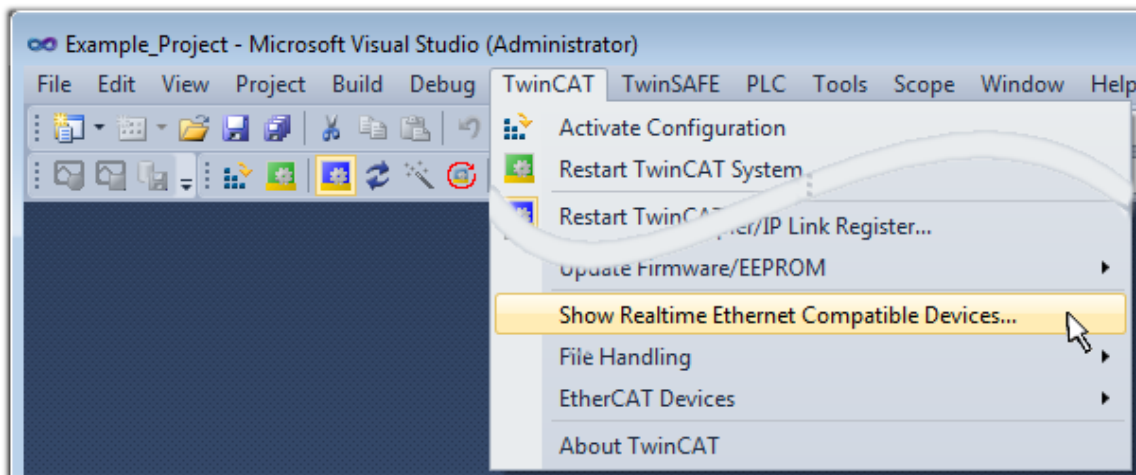 Example_Project - Microsoft Visual Studio (Administrator)
File Edit View Project Build Debug TwinCAT TwinSAFE PLC Tools Scope Window Help
Activate Configuration
Restart TwinCAT System
Restart
/IP Link Register...
Update Firmware/EEPROM
Show Realtime Ethernet Compatible Devices...
File Handling
EtherCAT Devices
About TwinCAT